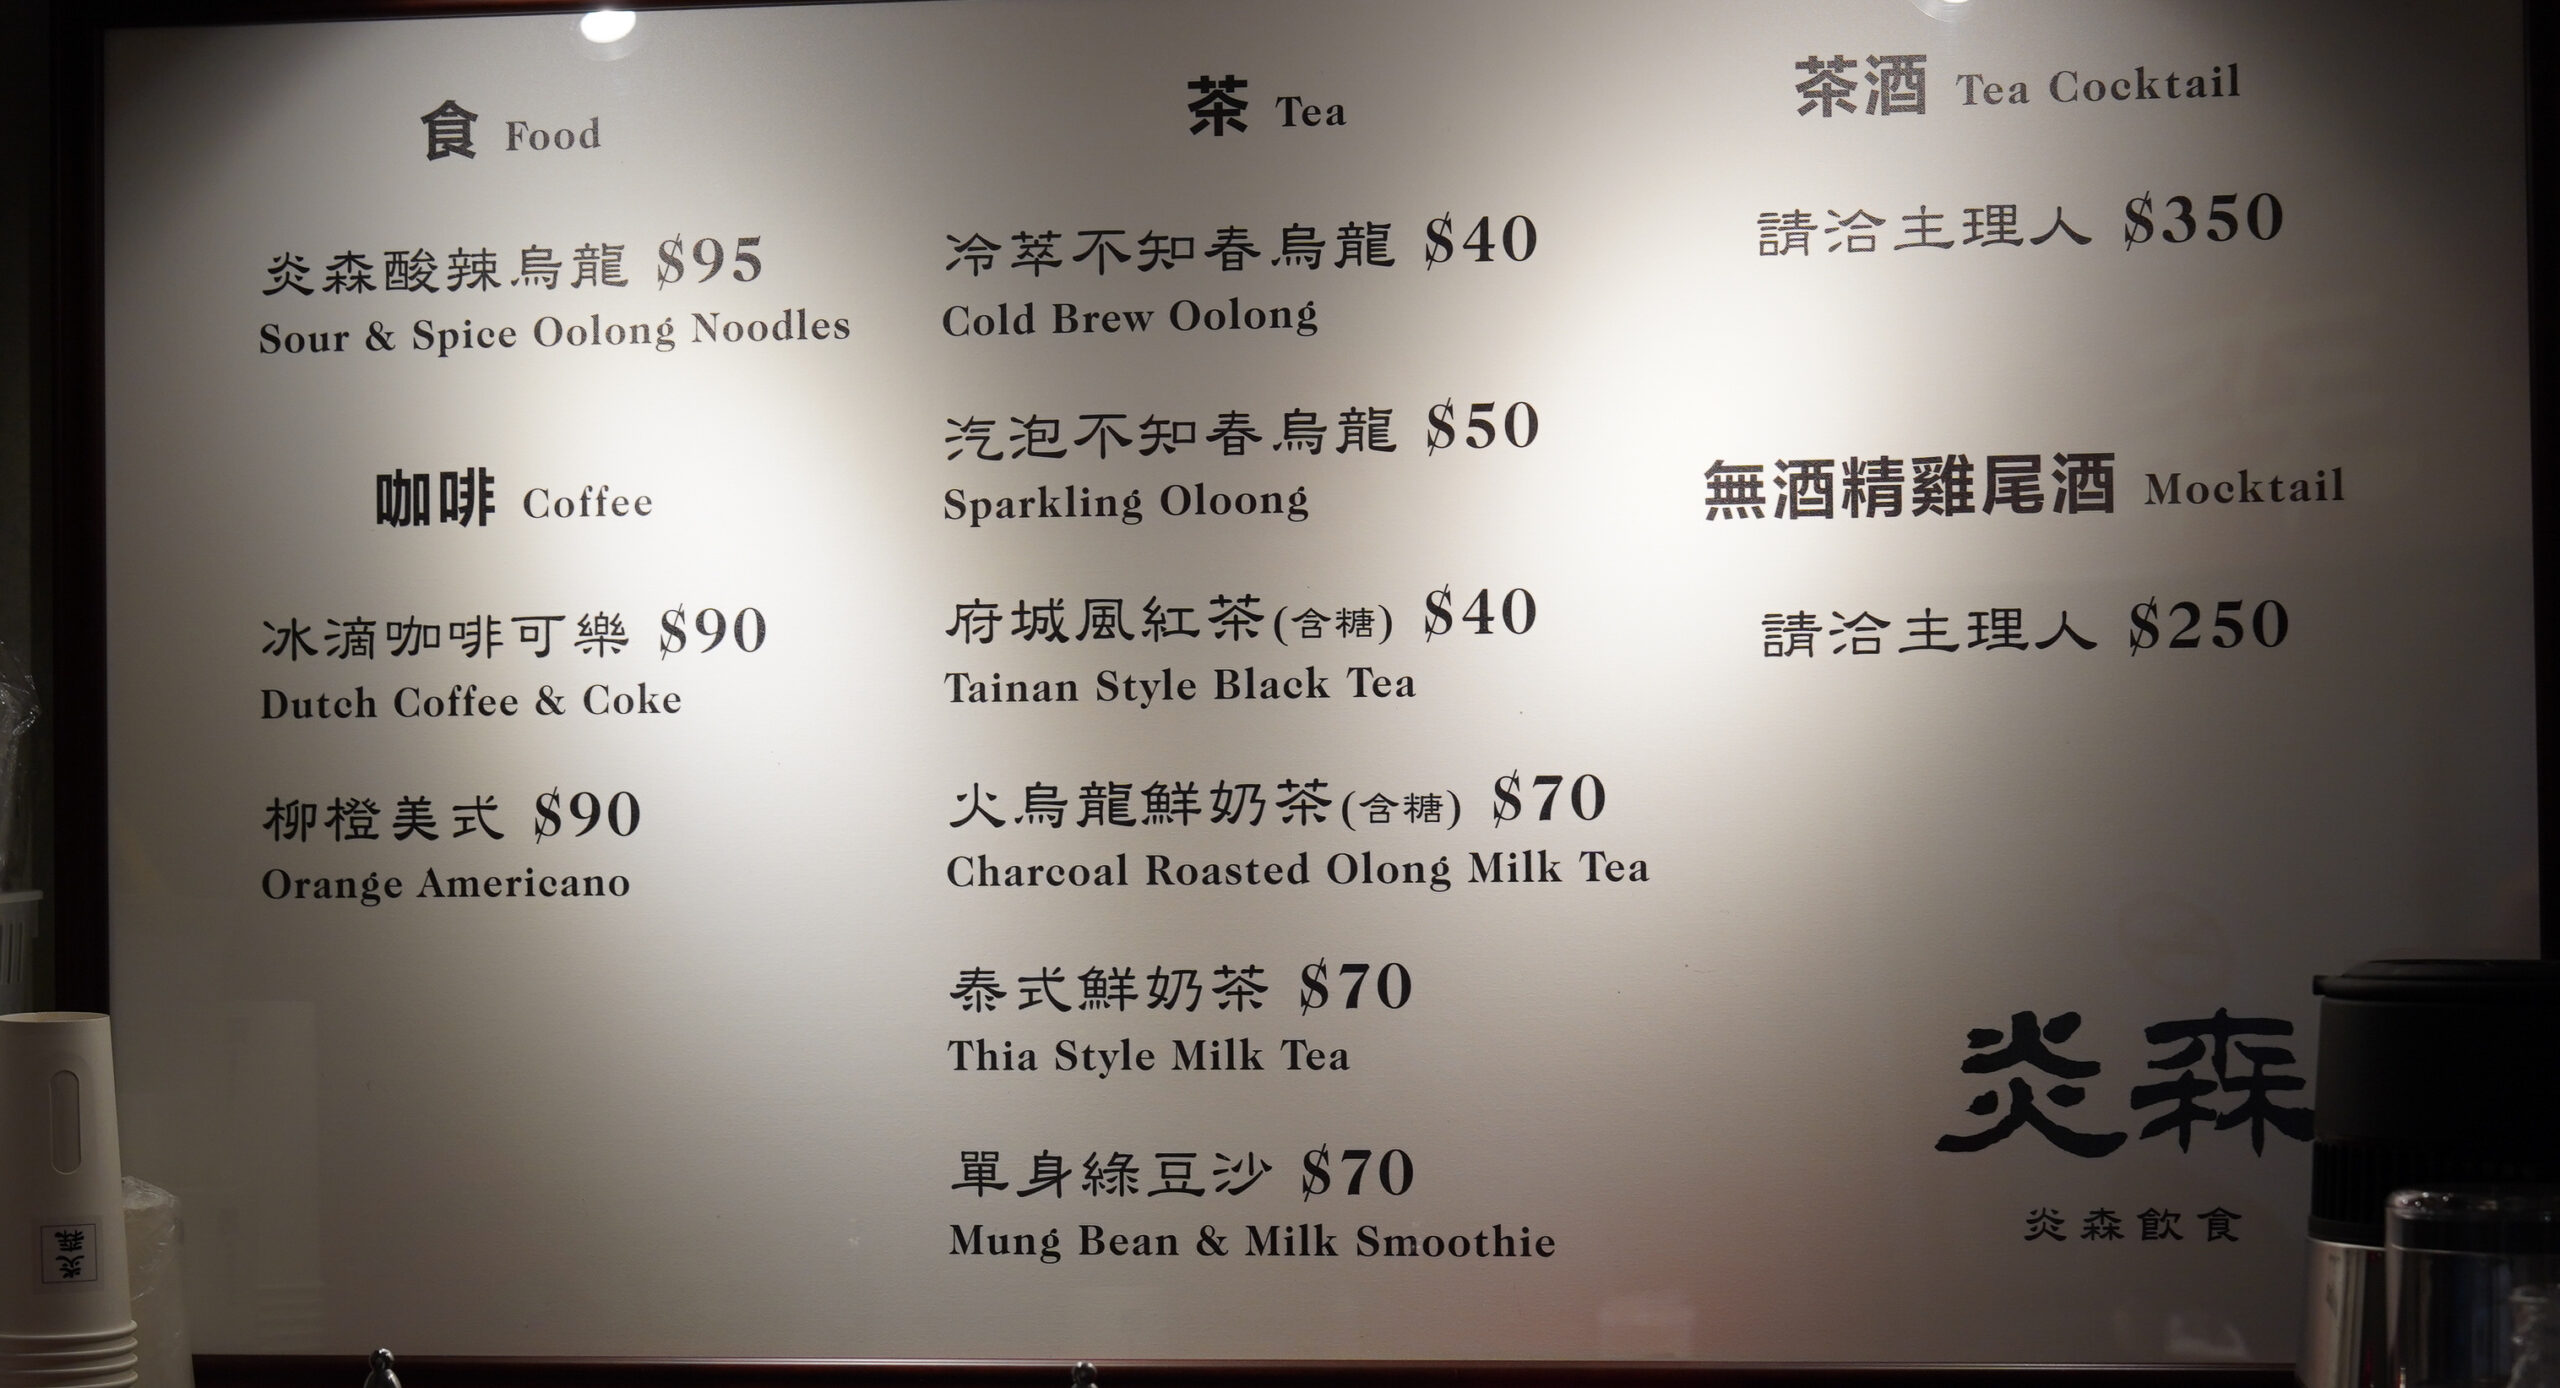 食 Food
炎森酸辣烏龍 $95
Sour & Spice Oolong Noodles
咖啡 Coffee
冰滴咖啡可樂 $90
Dutch Coffee & Coke
柳橙美式 $90
Orange Americano
茶 Tea
冷萃不知春烏龍 $40
Cold Brew Oolong
汽泡不知春烏龍 $50
Sparkling Oloong
府城風紅茶(含糖) $40
Tainan Style Black Tea
火烏龍鮮奶茶(含糖) $70
Charcoal Roasted Olong Milk Tea
泰式鮮奶茶 $70
Thia Style Milk Tea
單身綠豆沙 $70
Mung Bean & Milk Smoothie
茶酒 Tea Cocktail
請洽主理人 $350
無酒精雞尾酒 Mocktail
請洽主理人 $250
炎森
炎森飲食
炎森